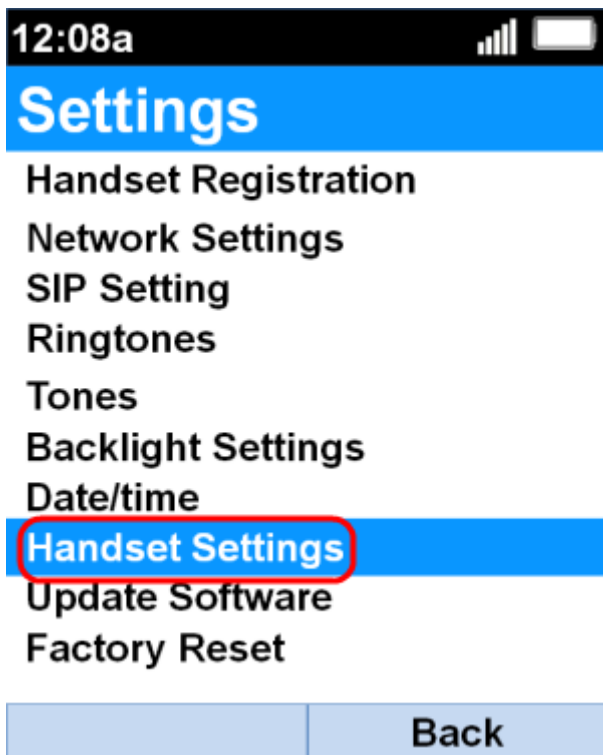 12:08a
Settings
Handset Registration
Network Settings
SIP Setting
Ringtones
Tones
Backlight Settings
Date/time
Handset Settings
Update Software
Factory Reset
Back